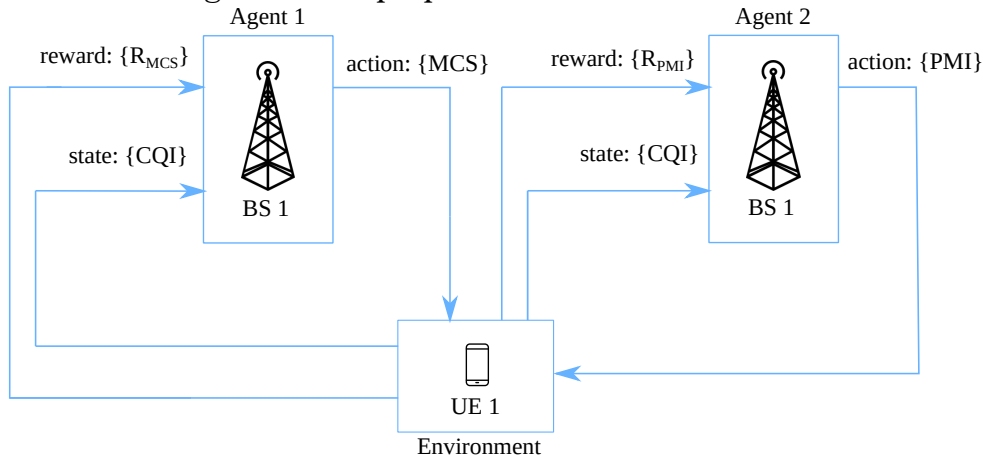 Agent 1
Agent 2
reward: {R_MCS}
action: {MCS}
reward: {R_PMI}
action: {PMI}
state: {CQI}
state: {CQI}
BS 1
BS 1
UE 1
Environment